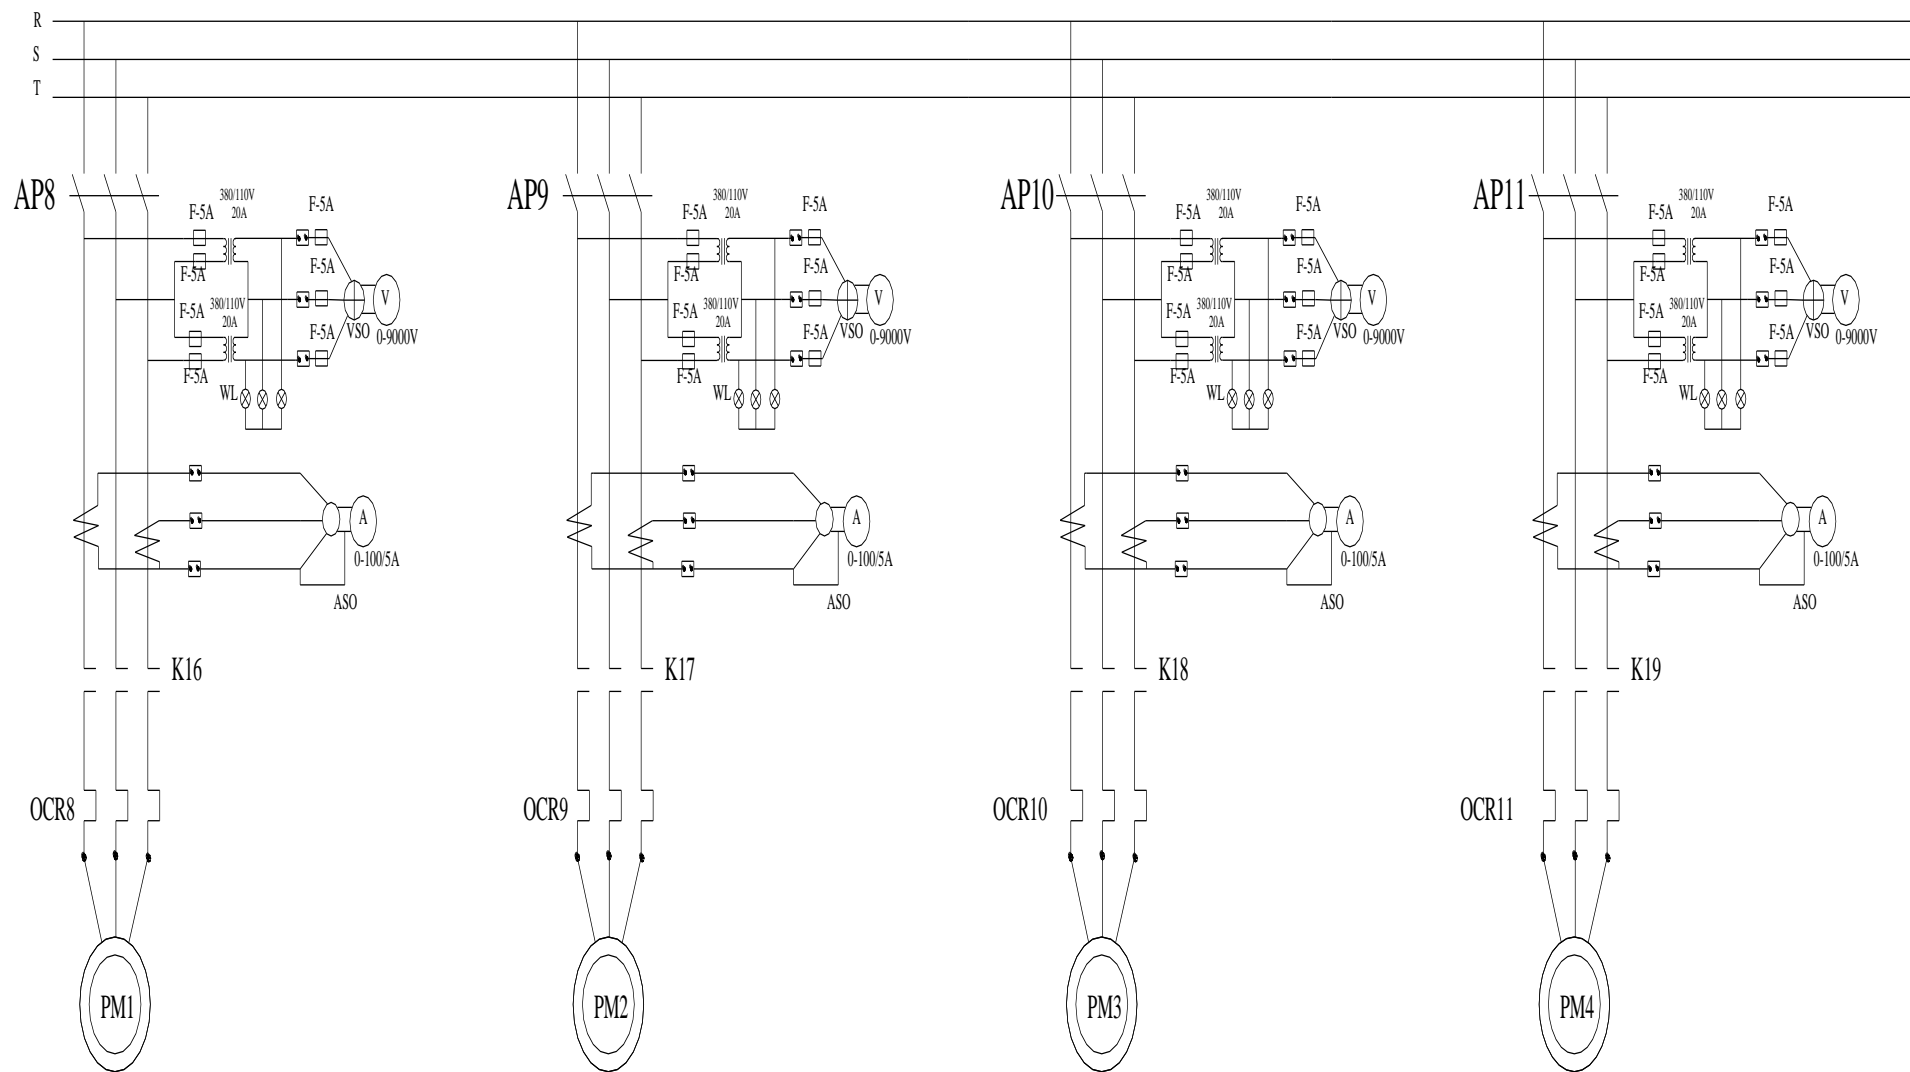 R
S
T
AP8
380/110V
20A
F-5A
F-5A
F-5A
F-5A
F-5A
380/110V
20A
F-5A
F-5A
VSO
V
0-9000V
WL
A
0-100/5A
ASO
K16
OCR8
PM1
AP9
380/110V
20A
F-5A
F-5A
F-5A
F-5A
F-5A
380/110V
20A
F-5A
F-5A
VSO
V
0-9000V
WL
A
0-100/5A
ASO
K17
OCR9
PM2
AP10
380/110V
20A
F-5A
F-5A
F-5A
F-5A
F-5A
380/110V
20A
F-5A
F-5A
VSO
V
0-9000V
WL
A
0-100/5A
ASO
K18
OCR10
PM3
AP11
380/110V
20A
F-5A
F-5A
F-5A
F-5A
F-5A
380/110V
20A
F-5A
F-5A
VSO
V
0-9000V
WL
A
0-100/5A
ASO
K19
OCR11
PM4